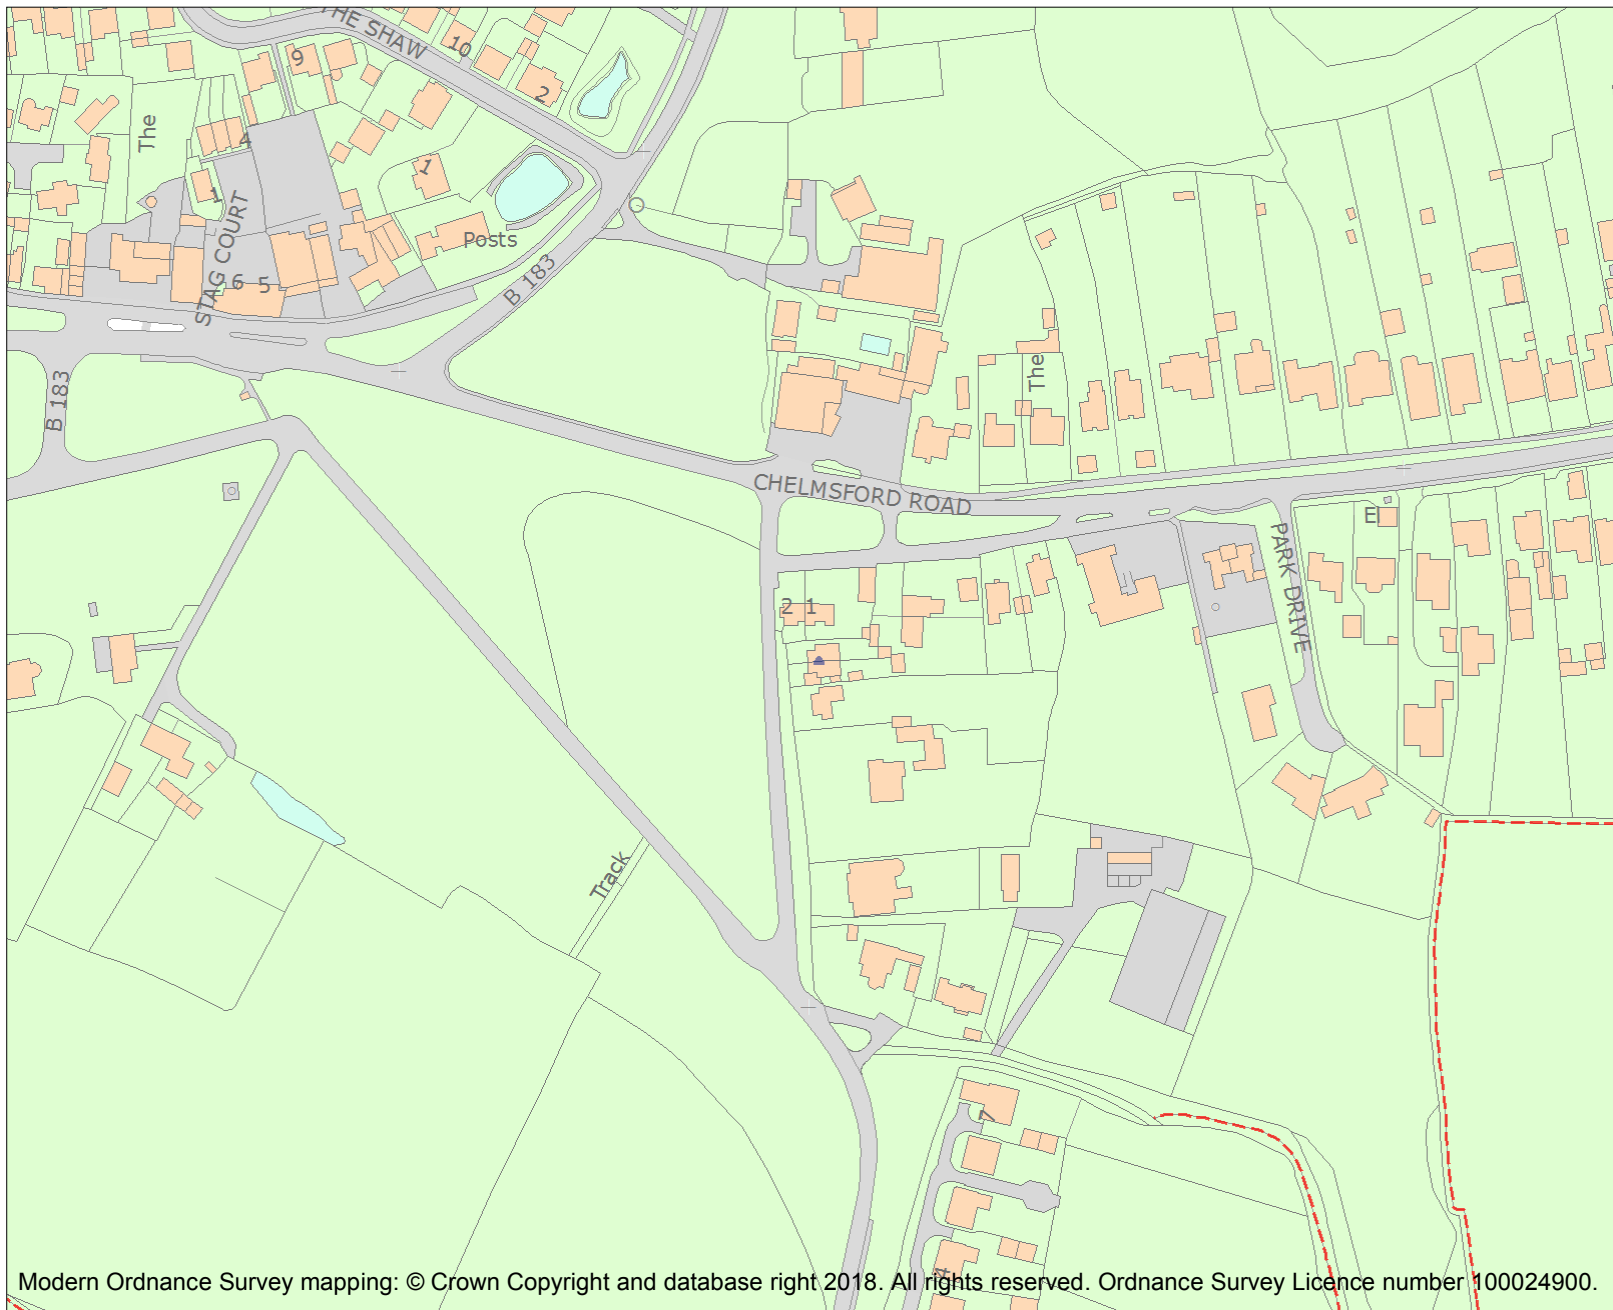 THE SHAW
10
9
2
The
4
1
1
STAG COURT
Posts
6 5
B 183
B 183
The
CHELMSFORD ROAD
El
PARK DRIVE
2 1
Track
7
4
Modern Ordnance Survey mapping: © Crown Copyright and database right 2018. All rights reserved. Ordnance Survey Licence number 100024900.